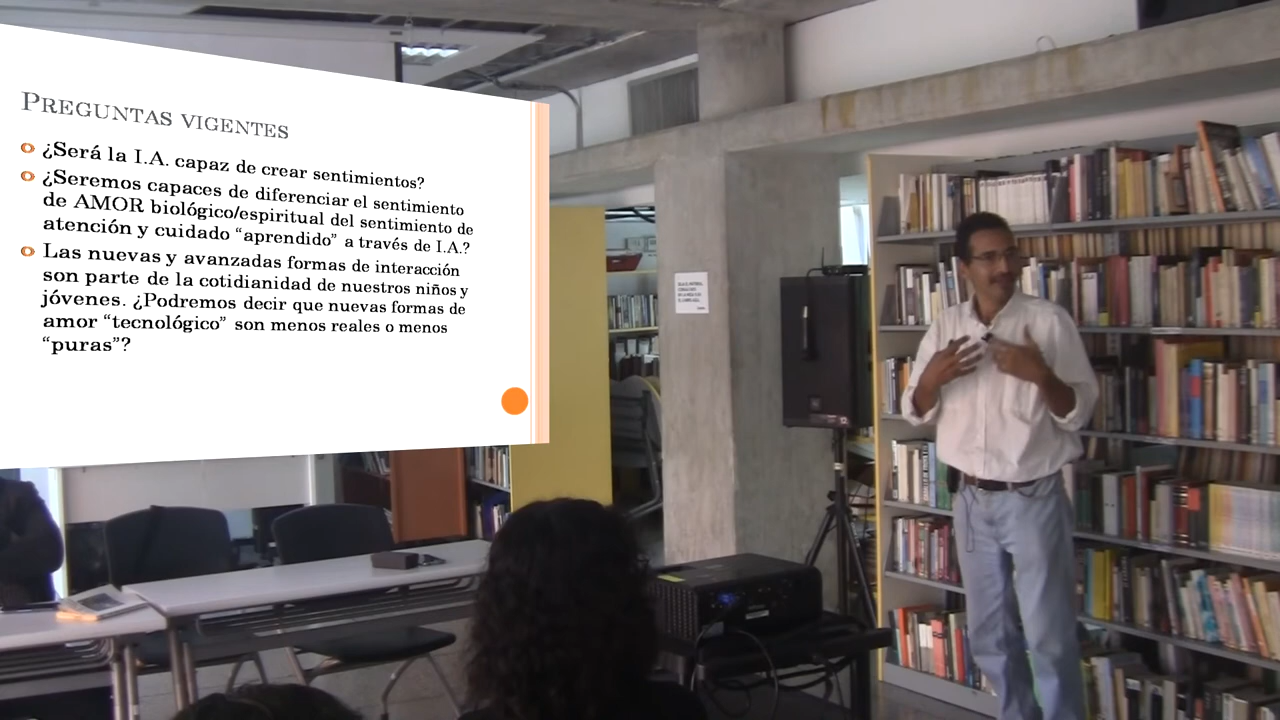 PREGUNTAS VIGENTES
¿Será la I.A. capaz de crear sentimientos?
¿Seremos capaces de diferenciar el sentimiento
de AMOR biológico/espiritual del sentimiento de
atención y cuidado “aprendido” a través de I.A.?
Las nuevas y avanzadas formas de interacción
son parte de la cotidianidad de nuestros niños y
jóvenes. ¿Podremos decir que nuevas formas de
amor “tecnológico” son menos reales o menos
“puras”?